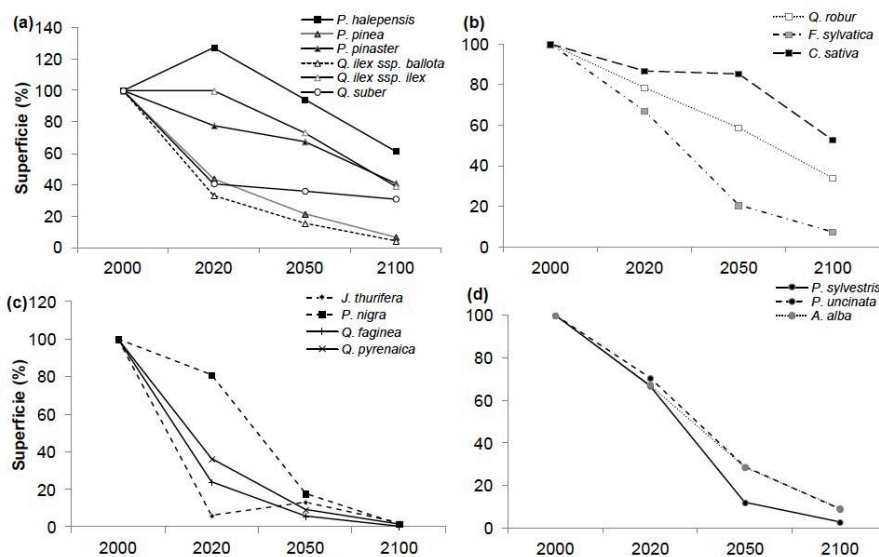 (a)
P. halepensis
P. pinea
P. pinaster
Q. ilex ssp. ballota
Q. ilex ssp. ilex
Q. suber
Superficie (%)
140
120
100
80
60
40
20
0
2000 2020 2050 2100
(b)
Q. robur
F. sylvatica
C. sativa
100
80
60
40
20
0
2000 2020 2050 2100
(c)
J. thurifera
P. nigra
Q. faginea
Q. pyrenaica
Superficie (%)
120
100
80
60
40
20
0
2000 2020 2050 2100
(d)
P. sylvestris
P. uncinata
A. alba
100
80
60
40
20
0
2000 2020 2050 2100